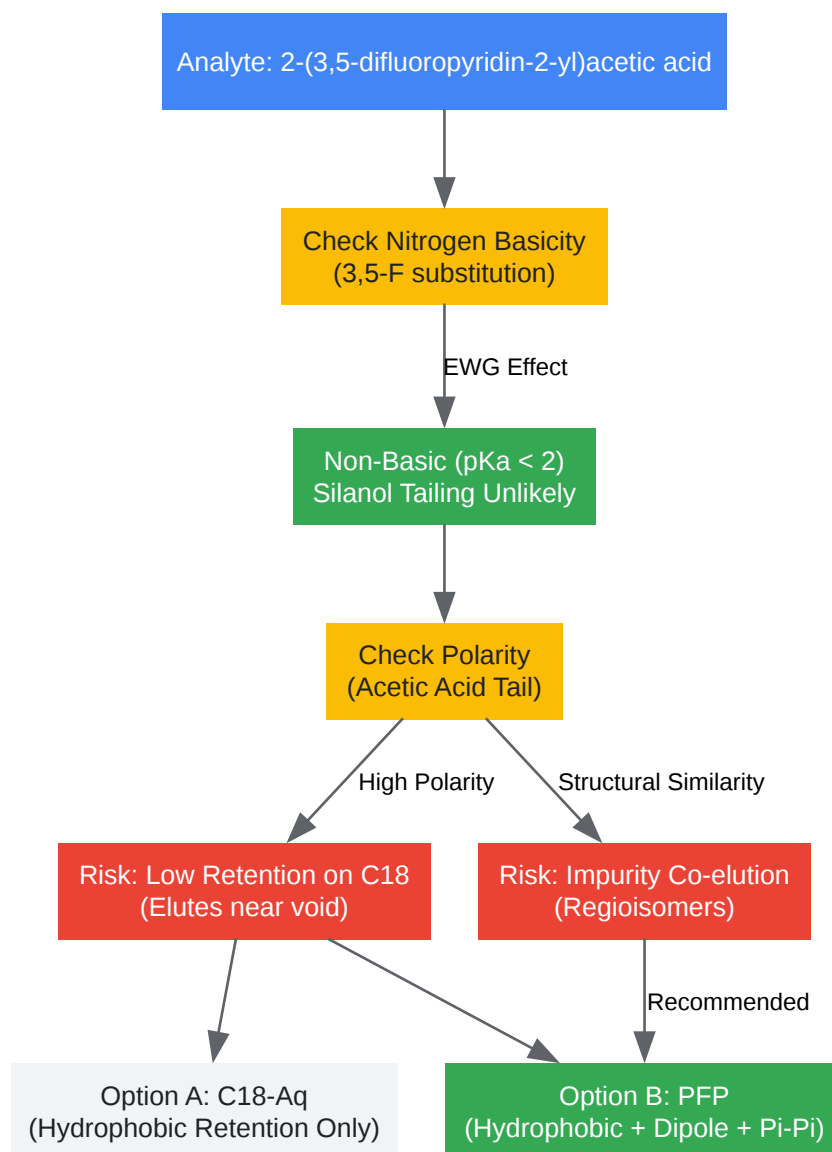 Analyte: 2-(3,5-difluoropyridin-2-yl)acetic acid
Check Nitrogen Basicity
(3,5-F substitution)
EWG Effect
Non-Basic (pKa < 2)
Silanol Tailing Unlikely
Check Polarity
(Acetic Acid Tail)
High Polarity
Structural Similarity
Risk: Low Retention on C18
(Elutes near void)
Risk: Impurity Co-elution
(Regioisomers)
Recommended
Option A: C18-Aq
(Hydrophobic Retention Only)
Option B: PFP
(Hydrophobic + Dipole + Pi-Pi)